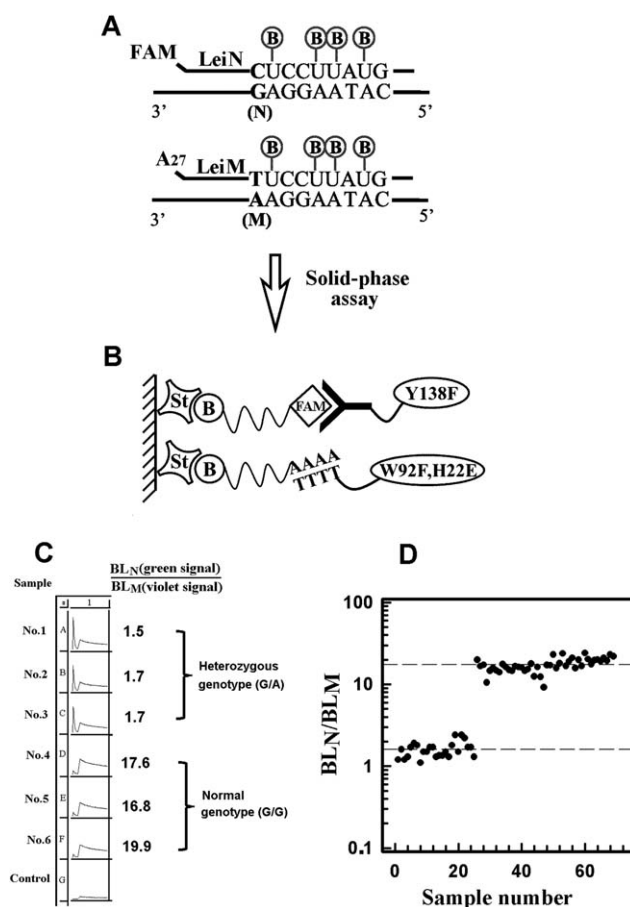 A
B B B B
FAM LeiN CUCCUUAUG
GAGGAATAC
3’ (N) 5’
B B B B
A27 LeiM TUCCUUAUG
AAGGAATAC
3’ (M) 5’
Solid-phase
assay
B
St B FAM Y138F
St B AAAA
TTTT W92F,H22E
C
BLN(green signal)
Sample BLM(violet signal)
1
No.1 A 1.5
No.2 B 1.7
Heterozygous
genotype (G/A)
No.3 C 1.7
No.4 D 17.6
No.5 E 16.8
Normal
genotype (G/G)
No.6 F 19.9
Control G
D
BLN/BLM
100
10
1
0.1
0 20 40 60
Sample number